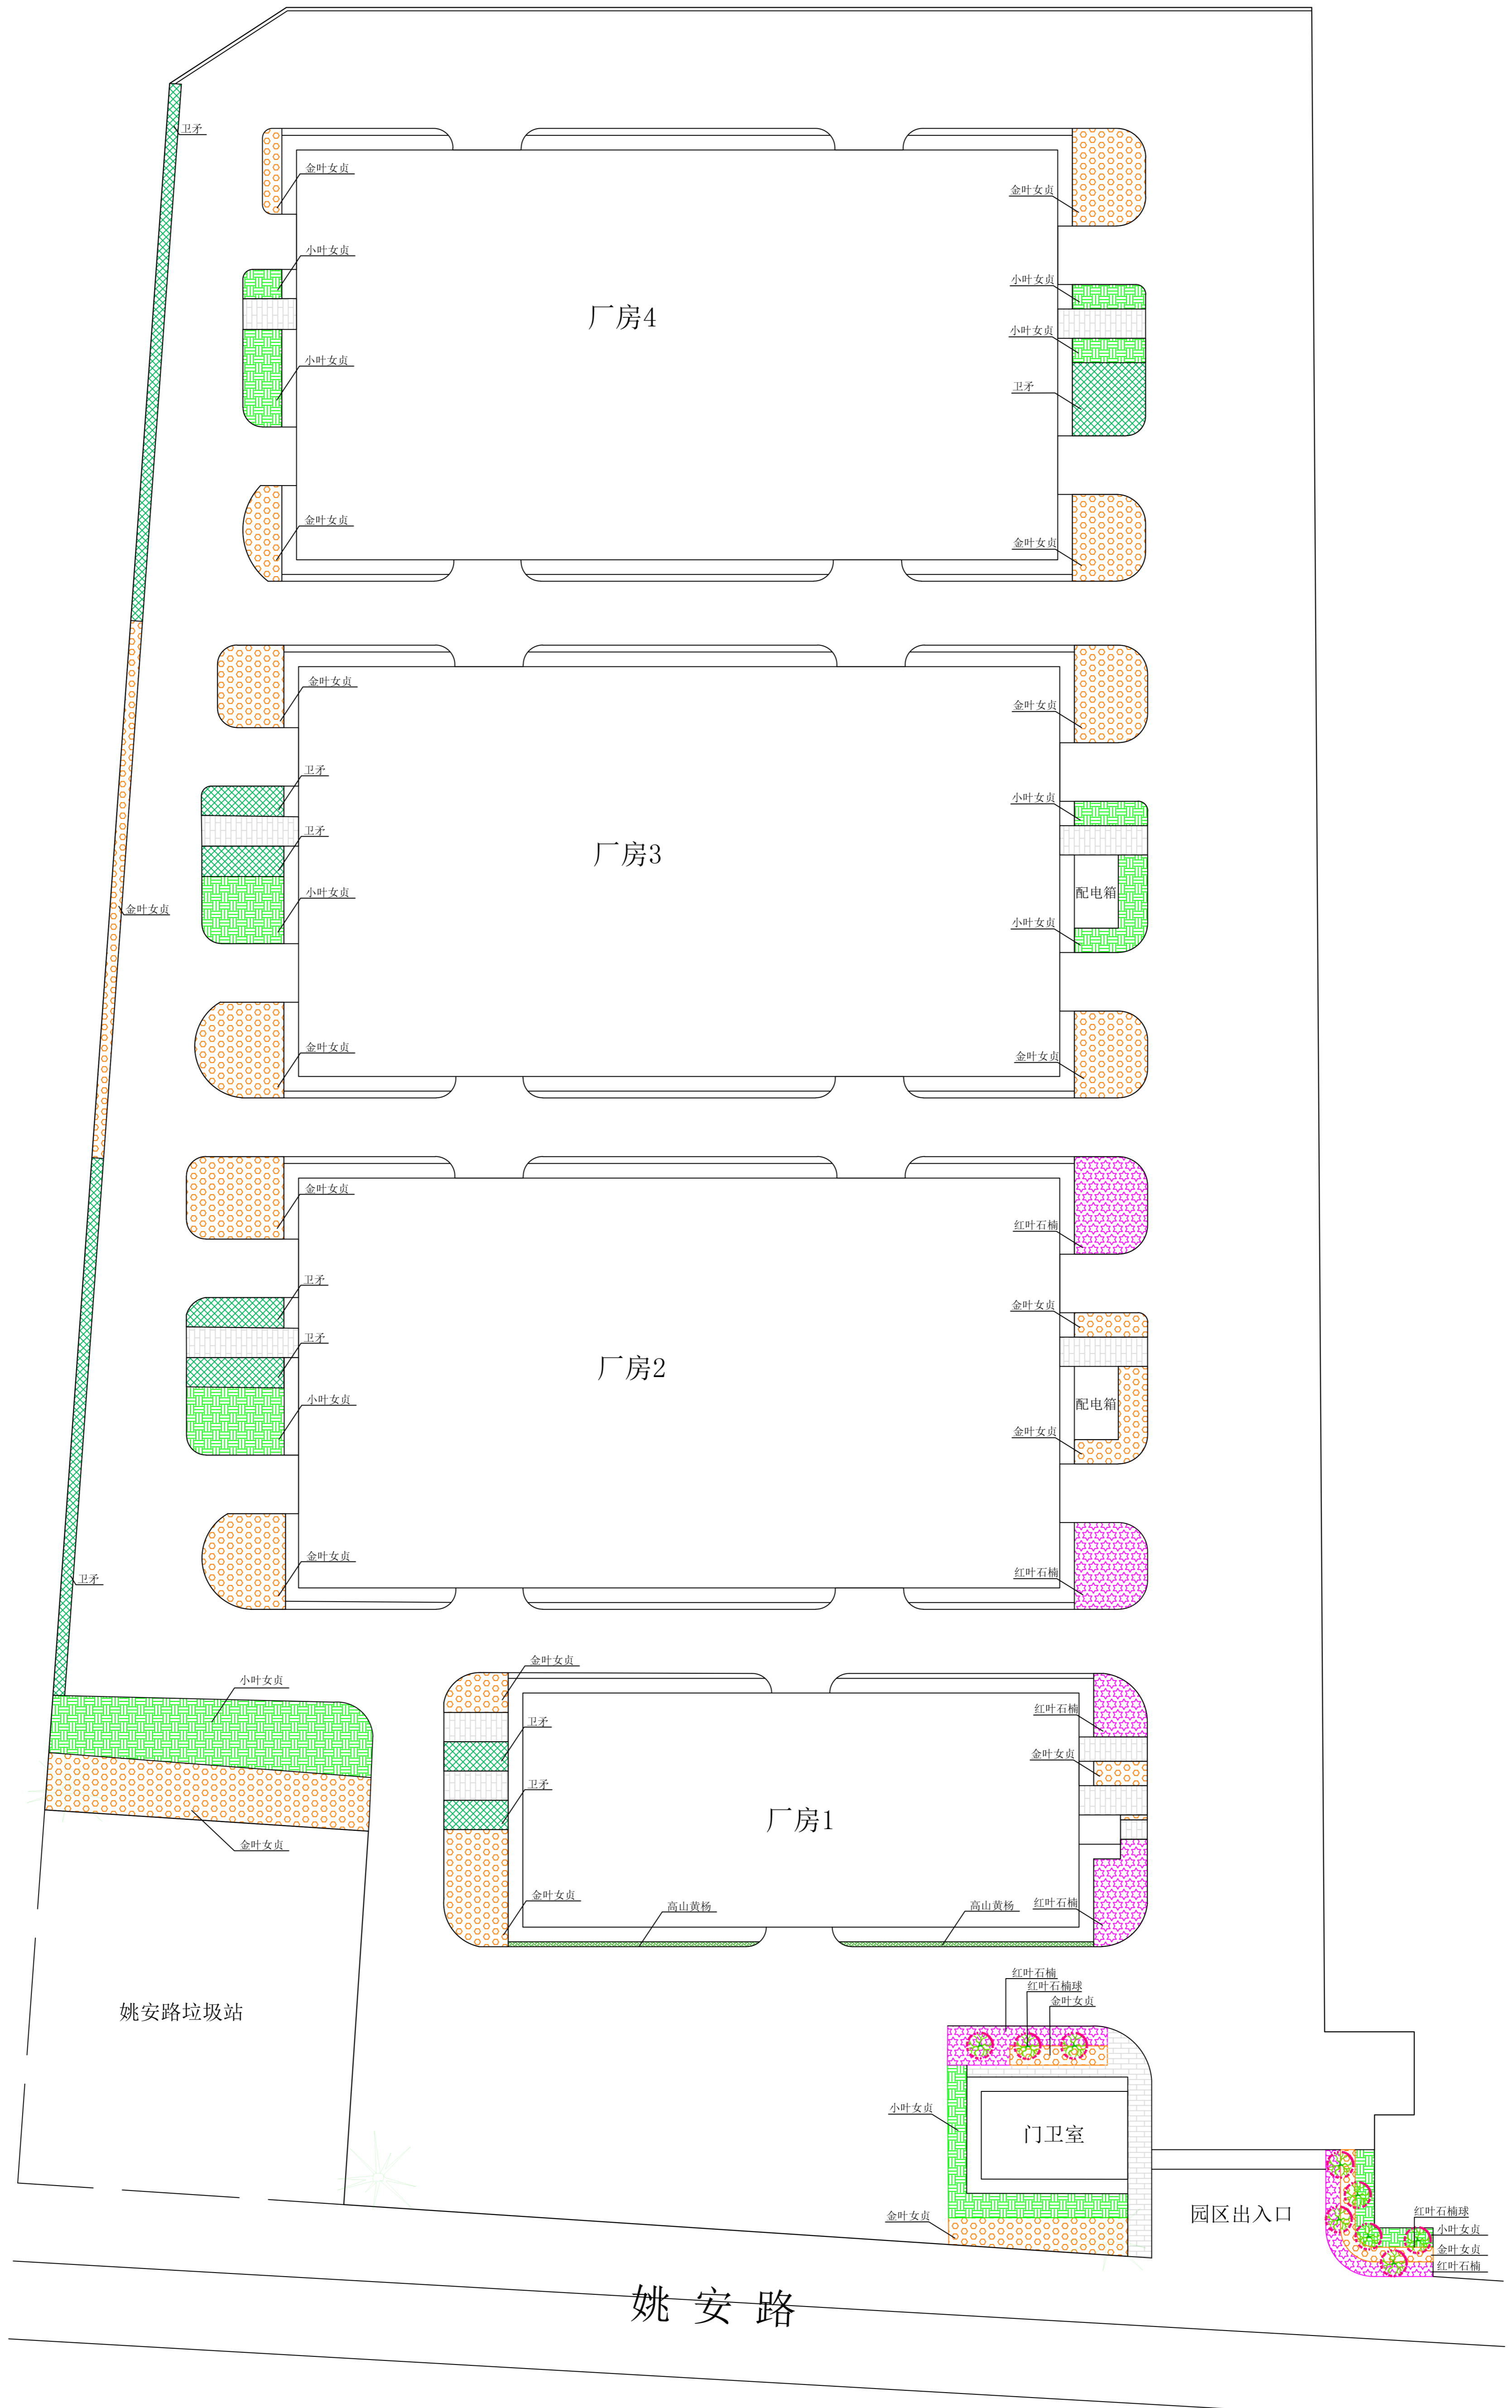 卫矛
金叶女贞
金叶女贞
小叶女贞
小叶女贞
厂房4
小叶女贞
小叶女贞
卫矛
金叶女贞
金叶女贞
金叶女贞
金叶女贞
卫矛
小叶女贞
卫矛
厂房3
小叶女贞
配电箱
金叶女贞
小叶女贞
金叶女贞
金叶女贞
金叶女贞
红叶石楠
卫矛
金叶女贞
卫矛
厂房2
小叶女贞
配电箱
金叶女贞
金叶女贞
红叶石楠
卫矛
金叶女贞
小叶女贞
红叶石楠
卫矛
金叶女贞
卫矛
厂房1
金叶女贞
金叶女贞
高山黄杨
高山黄杨
红叶石楠
红叶石楠
红叶石楠球
金叶女贞
姚安路垃圾站
小叶女贞
门卫室
园区出入口
金叶女贞
红叶石楠球
小叶女贞
金叶女贞
红叶石楠
姚安路